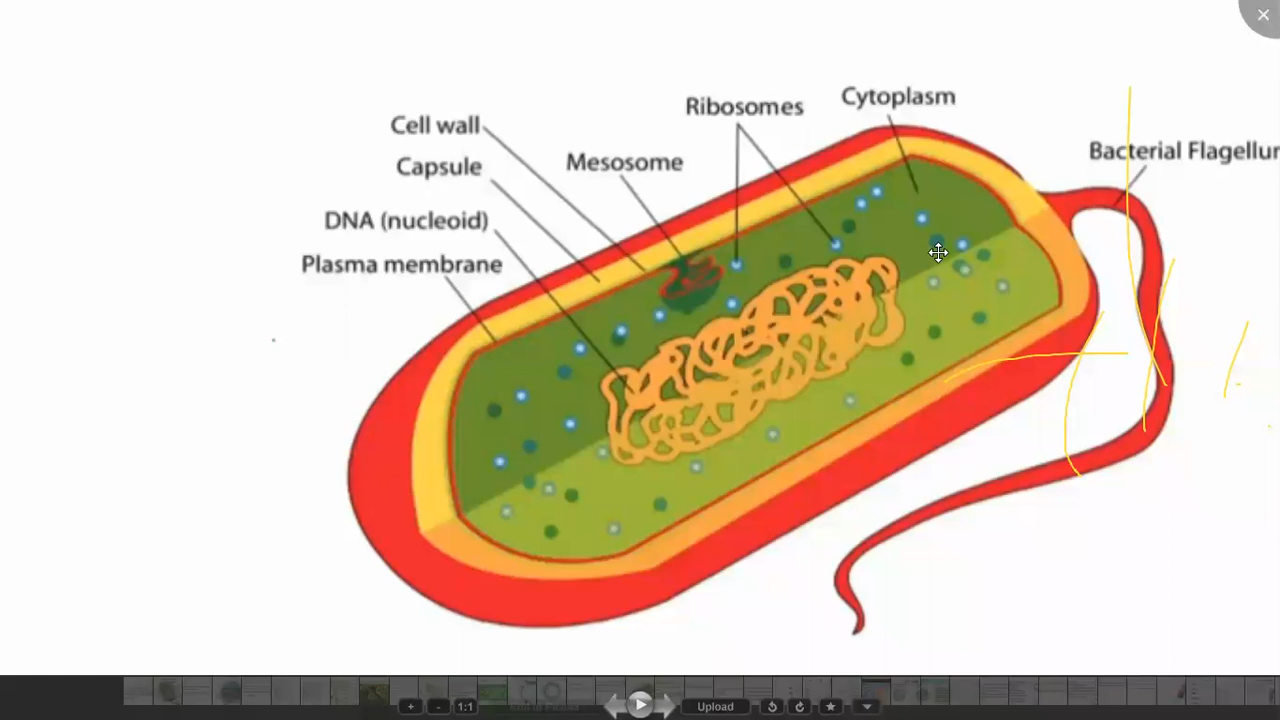 Cytoplasm
Ribosomes
Cell wall
Bacterial Flagellur
Mesosome
Capsule
DNA (nucleoid)
Plasma membrane
+
-
1:1
Upload